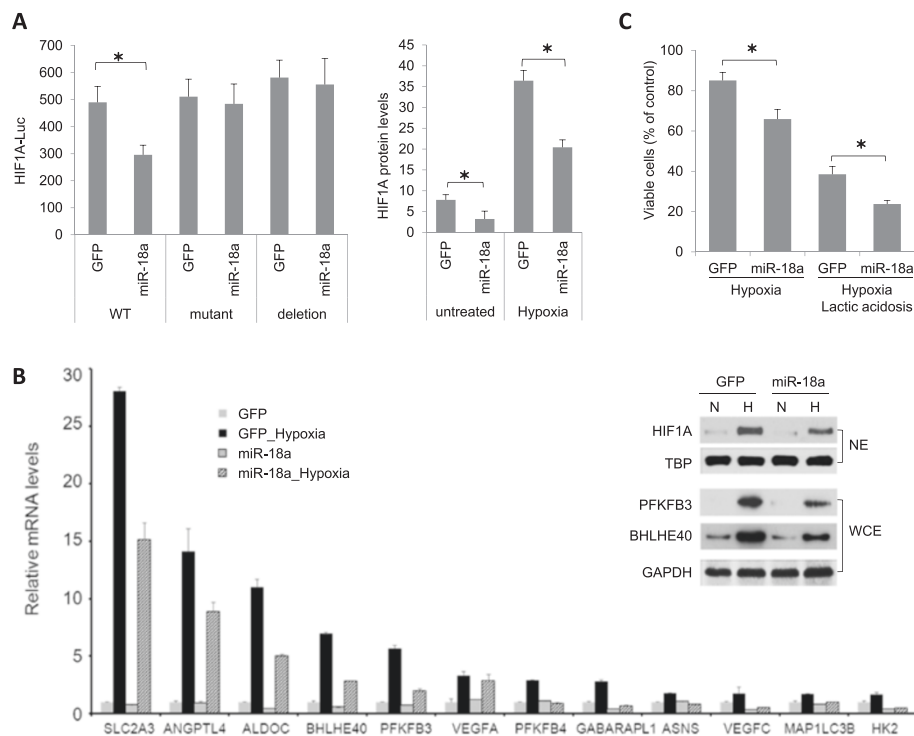 A
HIF1A-Luc
700
600
500
400
300
200
100
0
*
GFP
miR-18a
GFP
miR-18a
GFP
miR-18a
WT
mutant
deletion
HIF1A protein levels
45
40
35
30
25
20
15
10
5
0
*
*
GFP
miR-18a
GFP
miR-18a
untreated
Hypoxia
C
Viable cells (% of control)
100
80
60
40
20
0
*
*
GFP miR-18a GFP miR-18a
Hypoxia
Hypoxia
Lactic acidosis
B
Relative mRNA levels
30
25
20
15
10
5
0
GFP
GFP_Hypoxia
miR-18a
miR-18a_Hypoxia
SLC2A3 ANGPTL4 ALDOC BHLHE40 PFKFB3 VEGFA PFKFB4 GABARAPL1 ASNS VEGFC MAP1LC3B HK2
GFP miR-18a
N H N H
HIF1A
TBP
NE
PFKFB3
BHLHE40
GAPDH
WCE